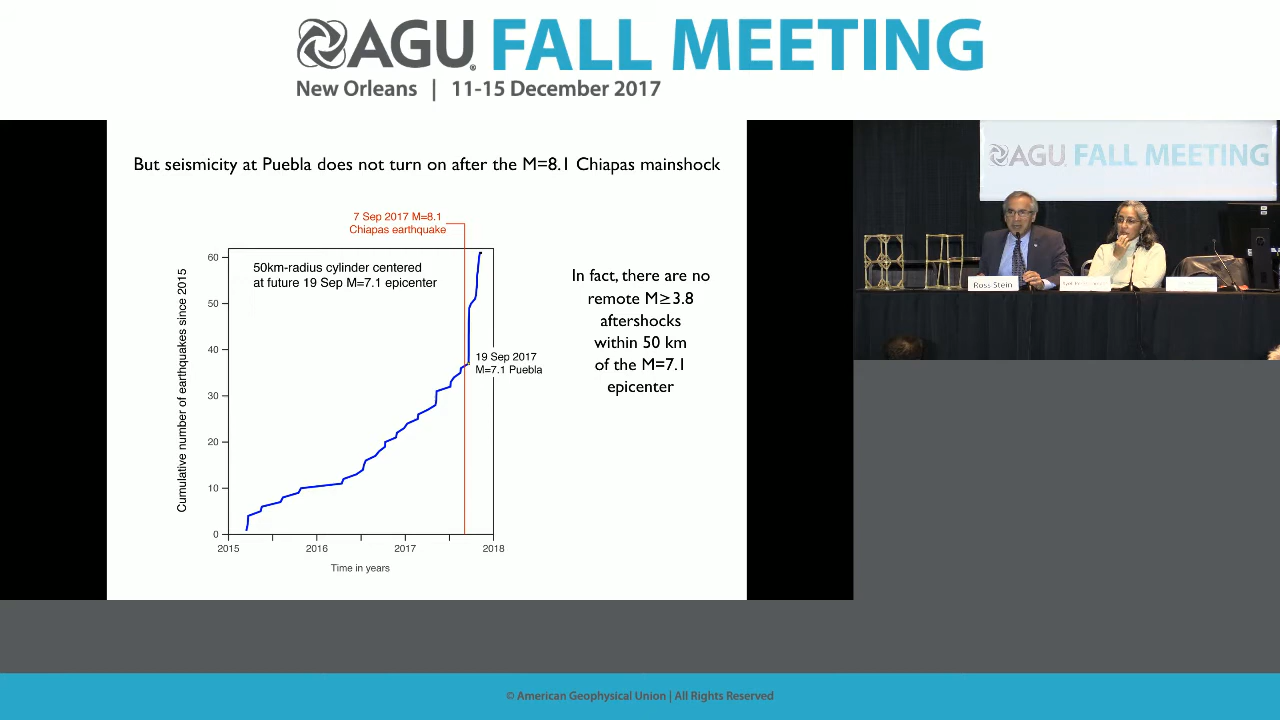 AGU FALL MEETING
New Orleans | 11-15 December 2017
But seismicity at Puebla does not turn on after the M=8.1 Chiapas mainshock
7 Sep 2017 M=8.1
Chiapas earthquake
50km-radius cylinder centered
at future 19 Sep M=7.1 epicenter
19 Sep 2017
M=7.1 Puebla
Cumulative number of earthquakes since 2015
60
50
40
30
20
10
0
2015 2016 2017 2018
Time in years
In fact, there are no
remote M≥3.8
aftershocks
within 50 km
of the M=7.1
epicenter
AGU FALL MEETING
Ross Stein
© American Geophysical Union | All Rights Reserved